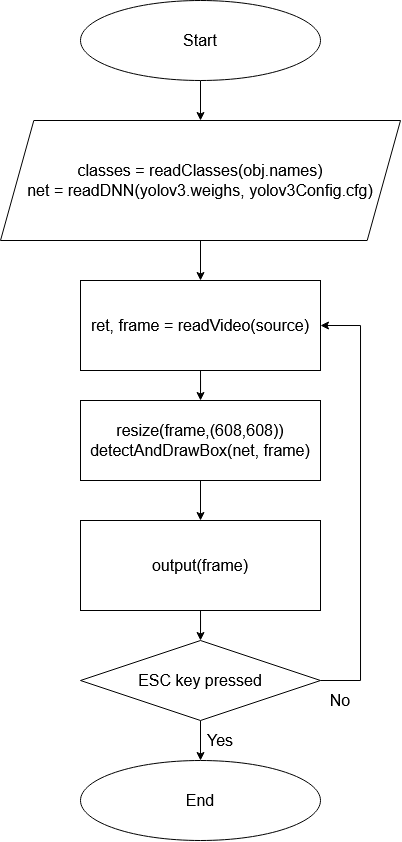 Start
classes = readClasses(obj.names)
net = readDNN(yolov3.weighs, yolov3Config.cfg)
ret, frame = readVideo(source)
resize(frame,(608,608))
detectAndDrawBox(net, frame)
output(frame)
ESC key pressed
No
Yes
End